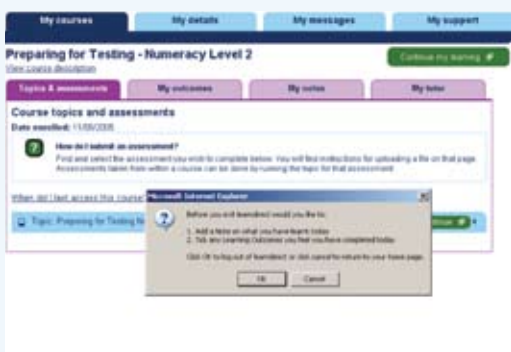 My courses
My details
My messages
My support
Preparing for Testing - Numeracy Level 2
Continue my learning
View course description
Topics & assessments
My outcomes
My notes
My tutor
Course topics and assessments
Date enrolled: 11/08/2005
How do I submit an assessment?
Find and select the assessment you wish to complete below. You will find instructions for uploading a file on that page.
Assessments taken from within a course can be done by running the topic for that assessment.
When did I last access this course
Topic: Preparing for Testing
Microsoft Internet Explorer
Before you exit learndirect would you like to:
1. Add a Note on what you have learnt today
2. Tick any Learning Outcomes you feel you have completed today
Click OK to log out of learndirect or click cancel to return to your home page.
OK
Cancel